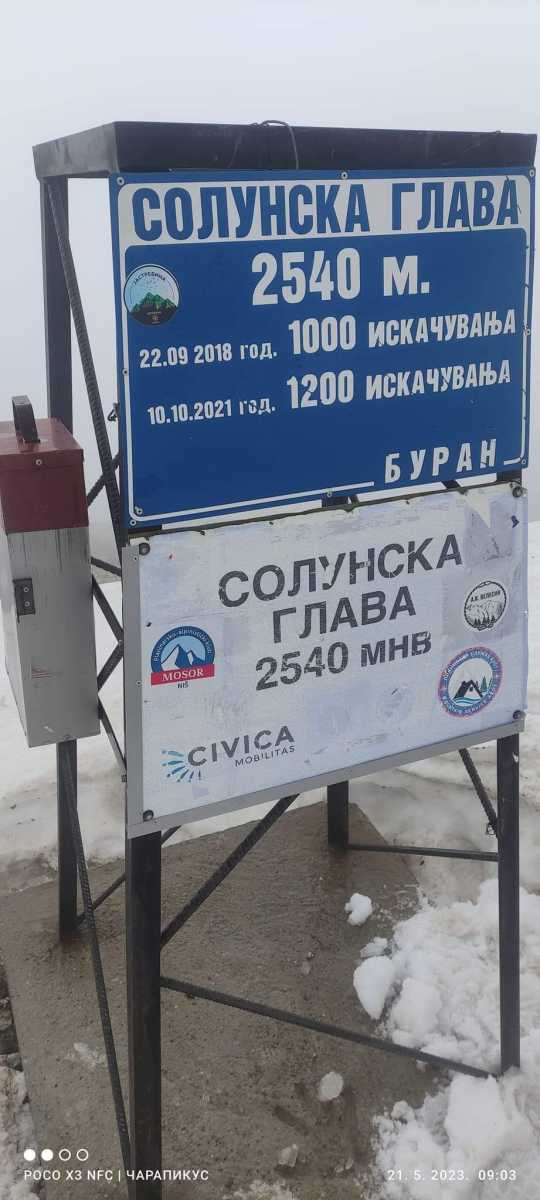 СОЛУНСКА ГЛАВА
2540 м.
ЈАСТРЕБИЦА
22.09 2018 год. 1000 ИСКАЧУВАЊА
10.10.2021 год. 1200 ИСКАЧУВАЊА
БУРАН
СОЛУНСКА
ГЛАВА
2540 МНВ
MOSOR
NIŠ
CIVICA
MOBILITAS
POCO X3 NFC | ЧАРАПИКУС
21. 5. 2023. 09:03